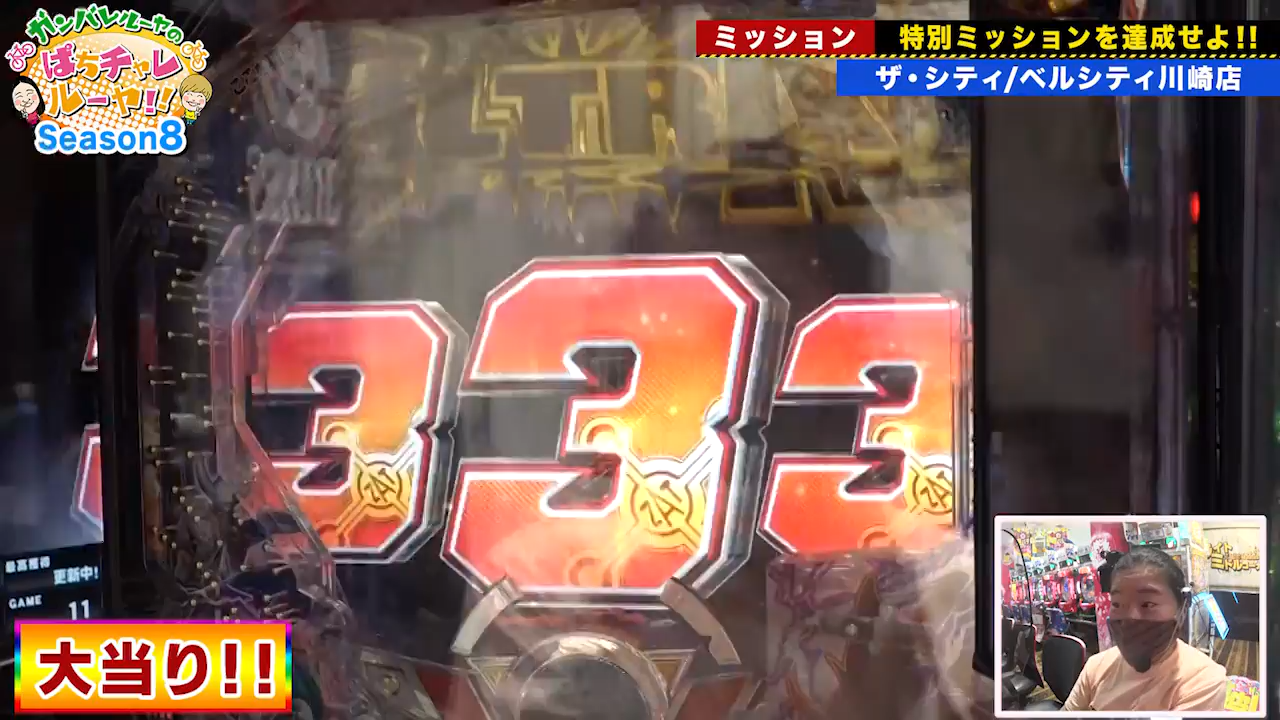 ガンバレルーヤの
ぱちチャレ
ルーヤ!!
Season8
ミッション 特別ミッションを達成せよ!!
ザ・シティ/ベルシティ川崎店
3 3 3
最高獲得
更新中!
GAME 11
大当り!!